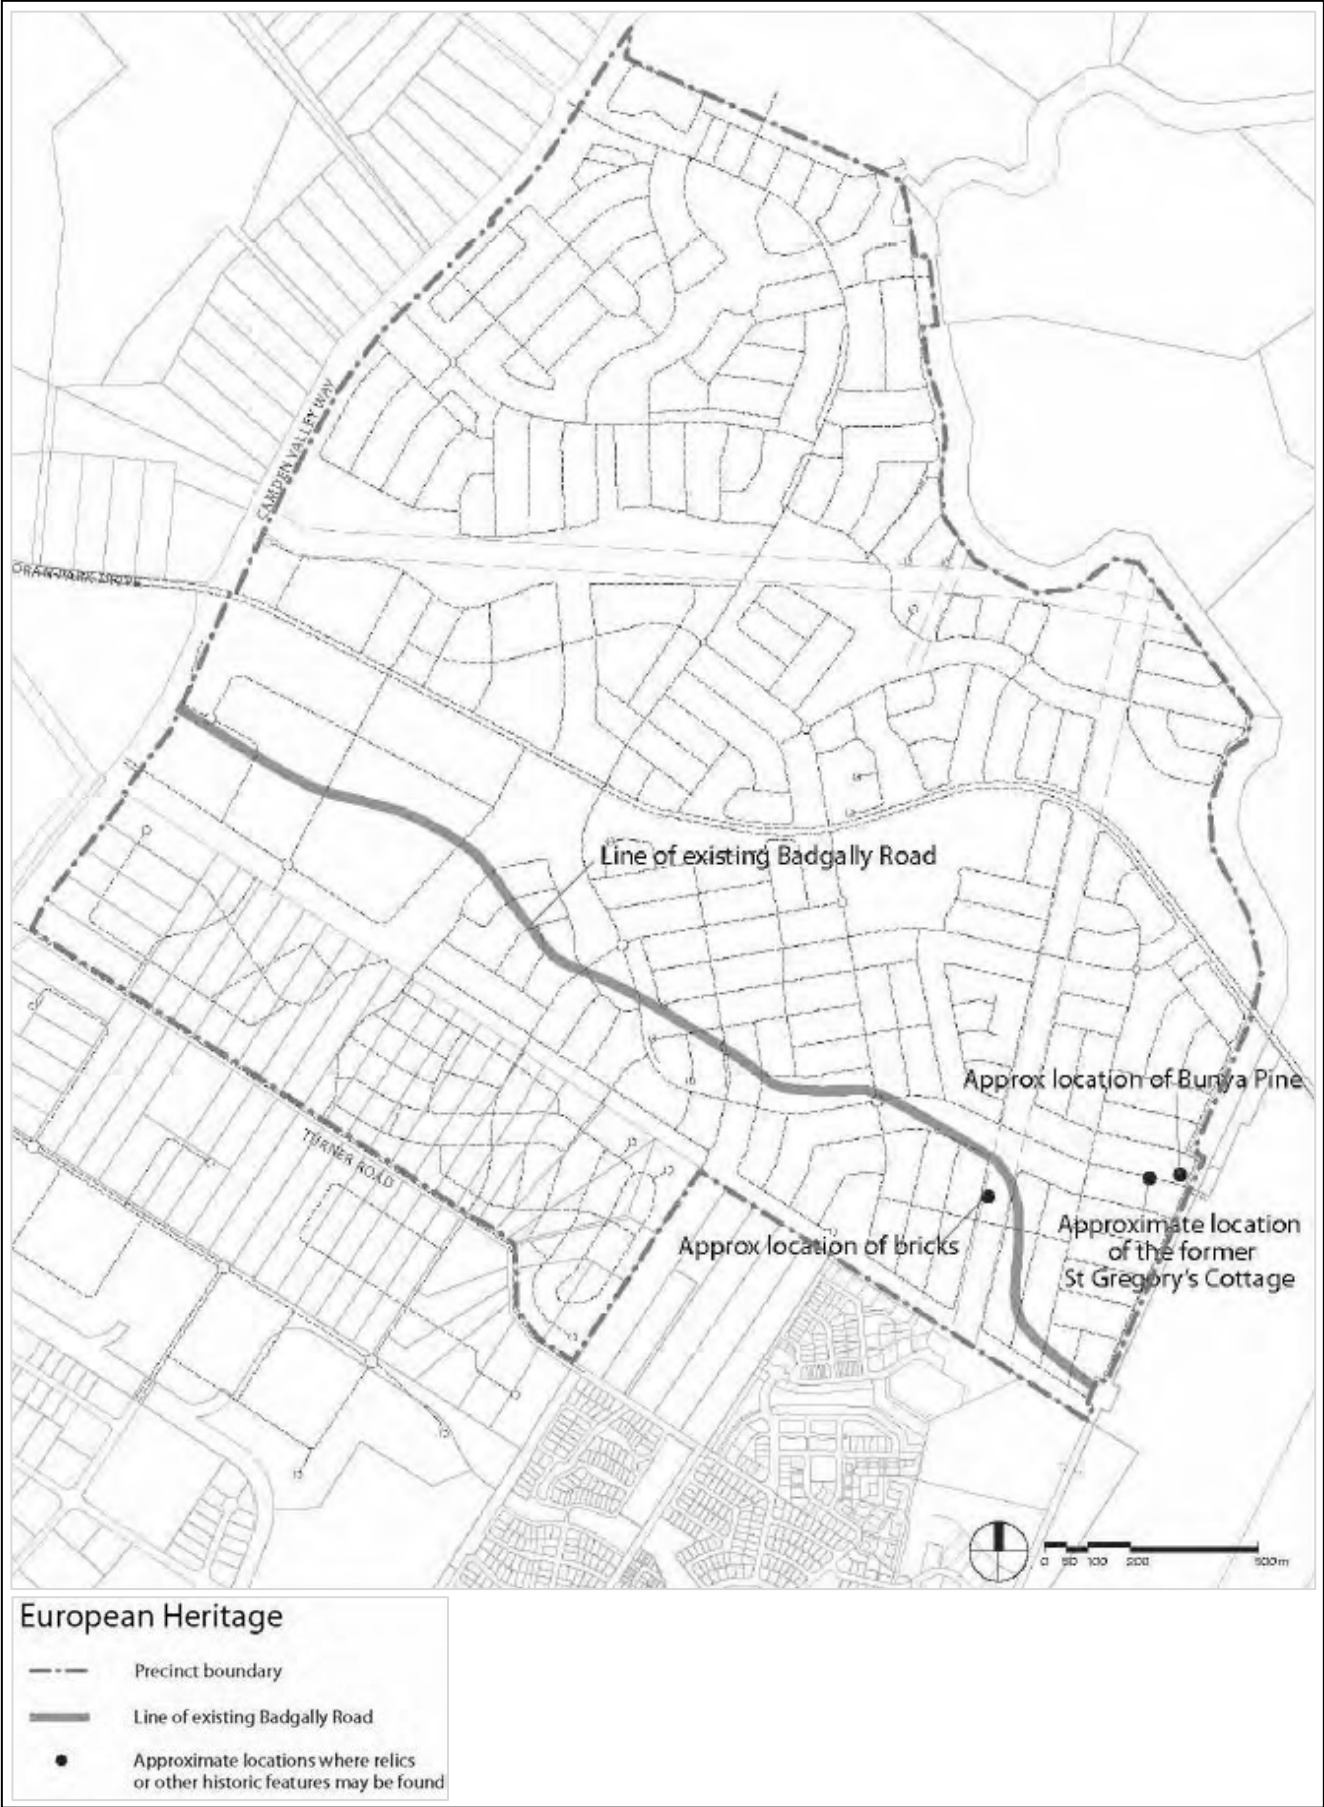 CAMDEN VALLEY WAY
ORAN PARK DRIVE
Line of existing Badgally Road
Approx location of Bunya Pine
TURNER ROAD
Approx location of bricks
Approximate location
of the former
St Gregory's Cottage
0 50 100 200 500m
European Heritage
Precinct boundary
Line of existing Badgally Road
Approximate locations where relics
or other historic features may be found